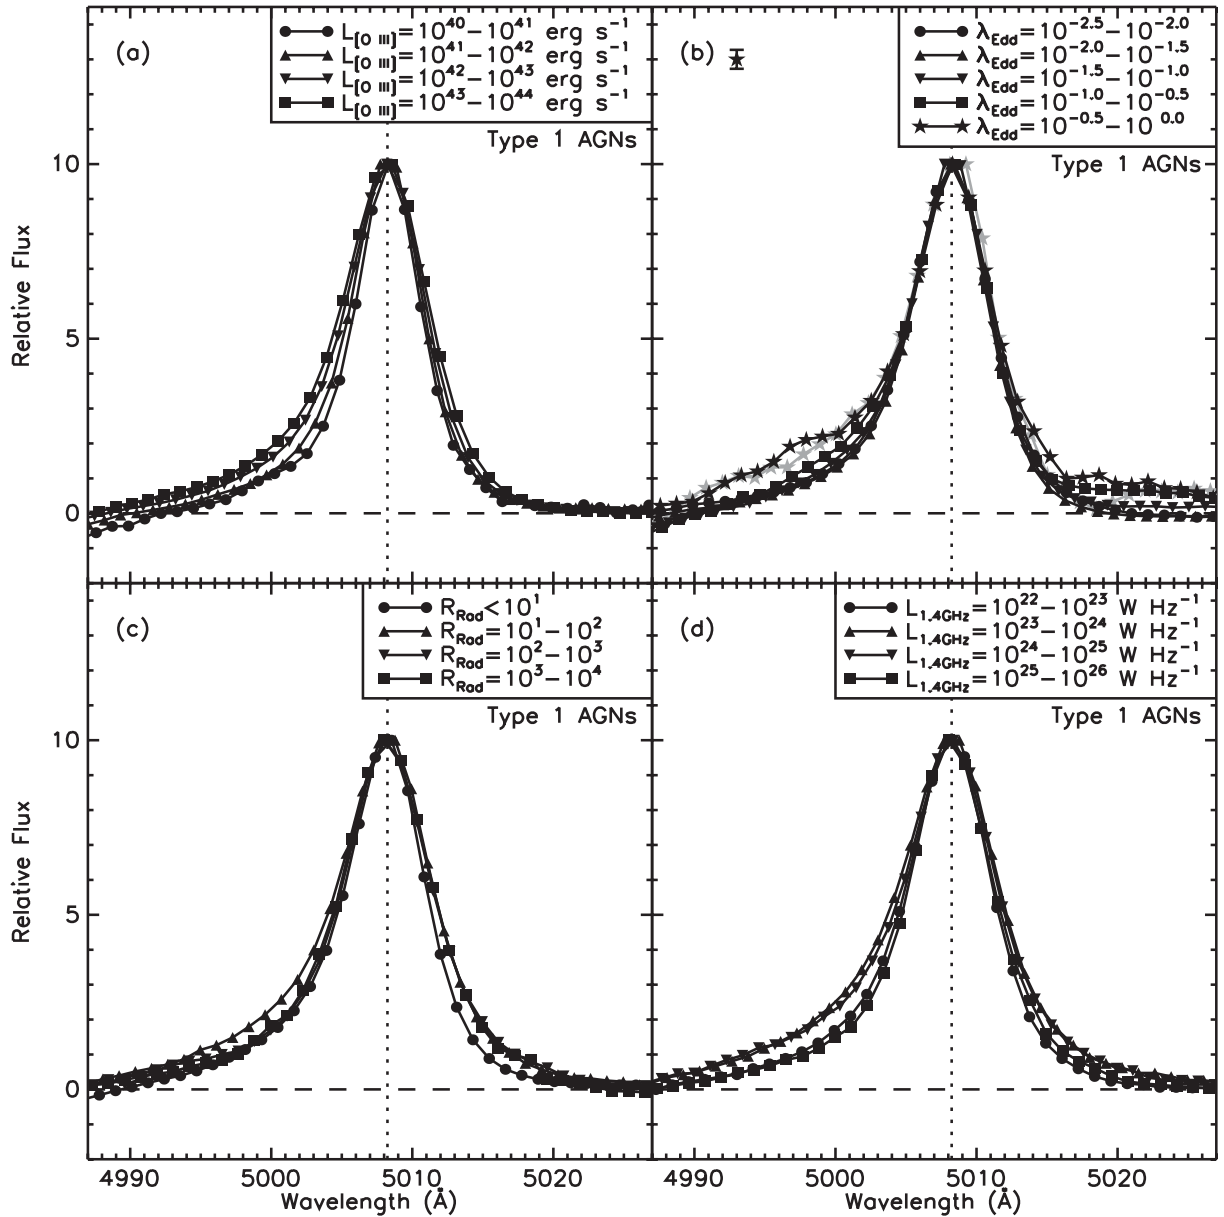 (a)
L[O III]=10^40−10^41 erg s^−1
L[O III]=10^41−10^42 erg s^−1
L[O III]=10^42−10^43 erg s^−1
L[O III]=10^43−10^44 erg s^−1
Type 1 AGNs
(b)
λEdd=10^−2.5−10^−2.0
λEdd=10^−2.0−10^−1.5
λEdd=10^−1.5−10^−1.0
λEdd=10^−1.0−10^−0.5
λEdd=10^−0.5−10^0.0
Type 1 AGNs
10
5
0
Relative Flux
(c)
RRad<10^1
RRad=10^1−10^2
RRad=10^2−10^3
RRad=10^3−10^4
Type 1 AGNs
(d)
L1.4GHz=10^22−10^23 W Hz^−1
L1.4GHz=10^23−10^24 W Hz^−1
L1.4GHz=10^24−10^25 W Hz^−1
L1.4GHz=10^25−10^26 W Hz^−1
Type 1 AGNs
10
5
0
Relative Flux
4990 5000 5010 5020
Wavelength (Å)
4990 5000 5010 5020
Wavelength (Å)